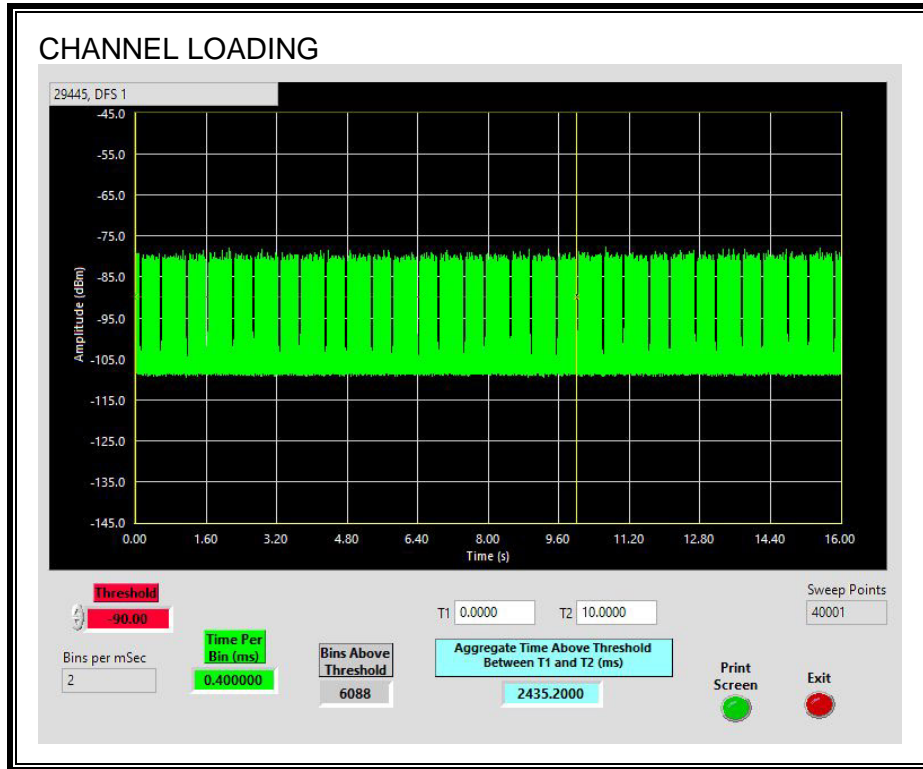 CHANNEL LOADING
29445, DFS 1
-45.0
-55.0
-65.0
-75.0
-85.0
-95.0
-105.0
-115.0
-125.0
-135.0
-145.0
Amplitude (dBm)
0.00 1.60 3.20 4.80 6.40 8.00 9.60 11.20 12.80 14.40 16.00
Time (s)
Threshold
-90.00
Bins per mSec
2
Time Per
Bin (ms)
0.400000
Bins Above
Threshold
6088
T1 0.0000 T2 10.0000
Aggregate Time Above Threshold
Between T1 and T2 (ms)
2435.2000
Sweep Points
40001
Print
Screen
Exit